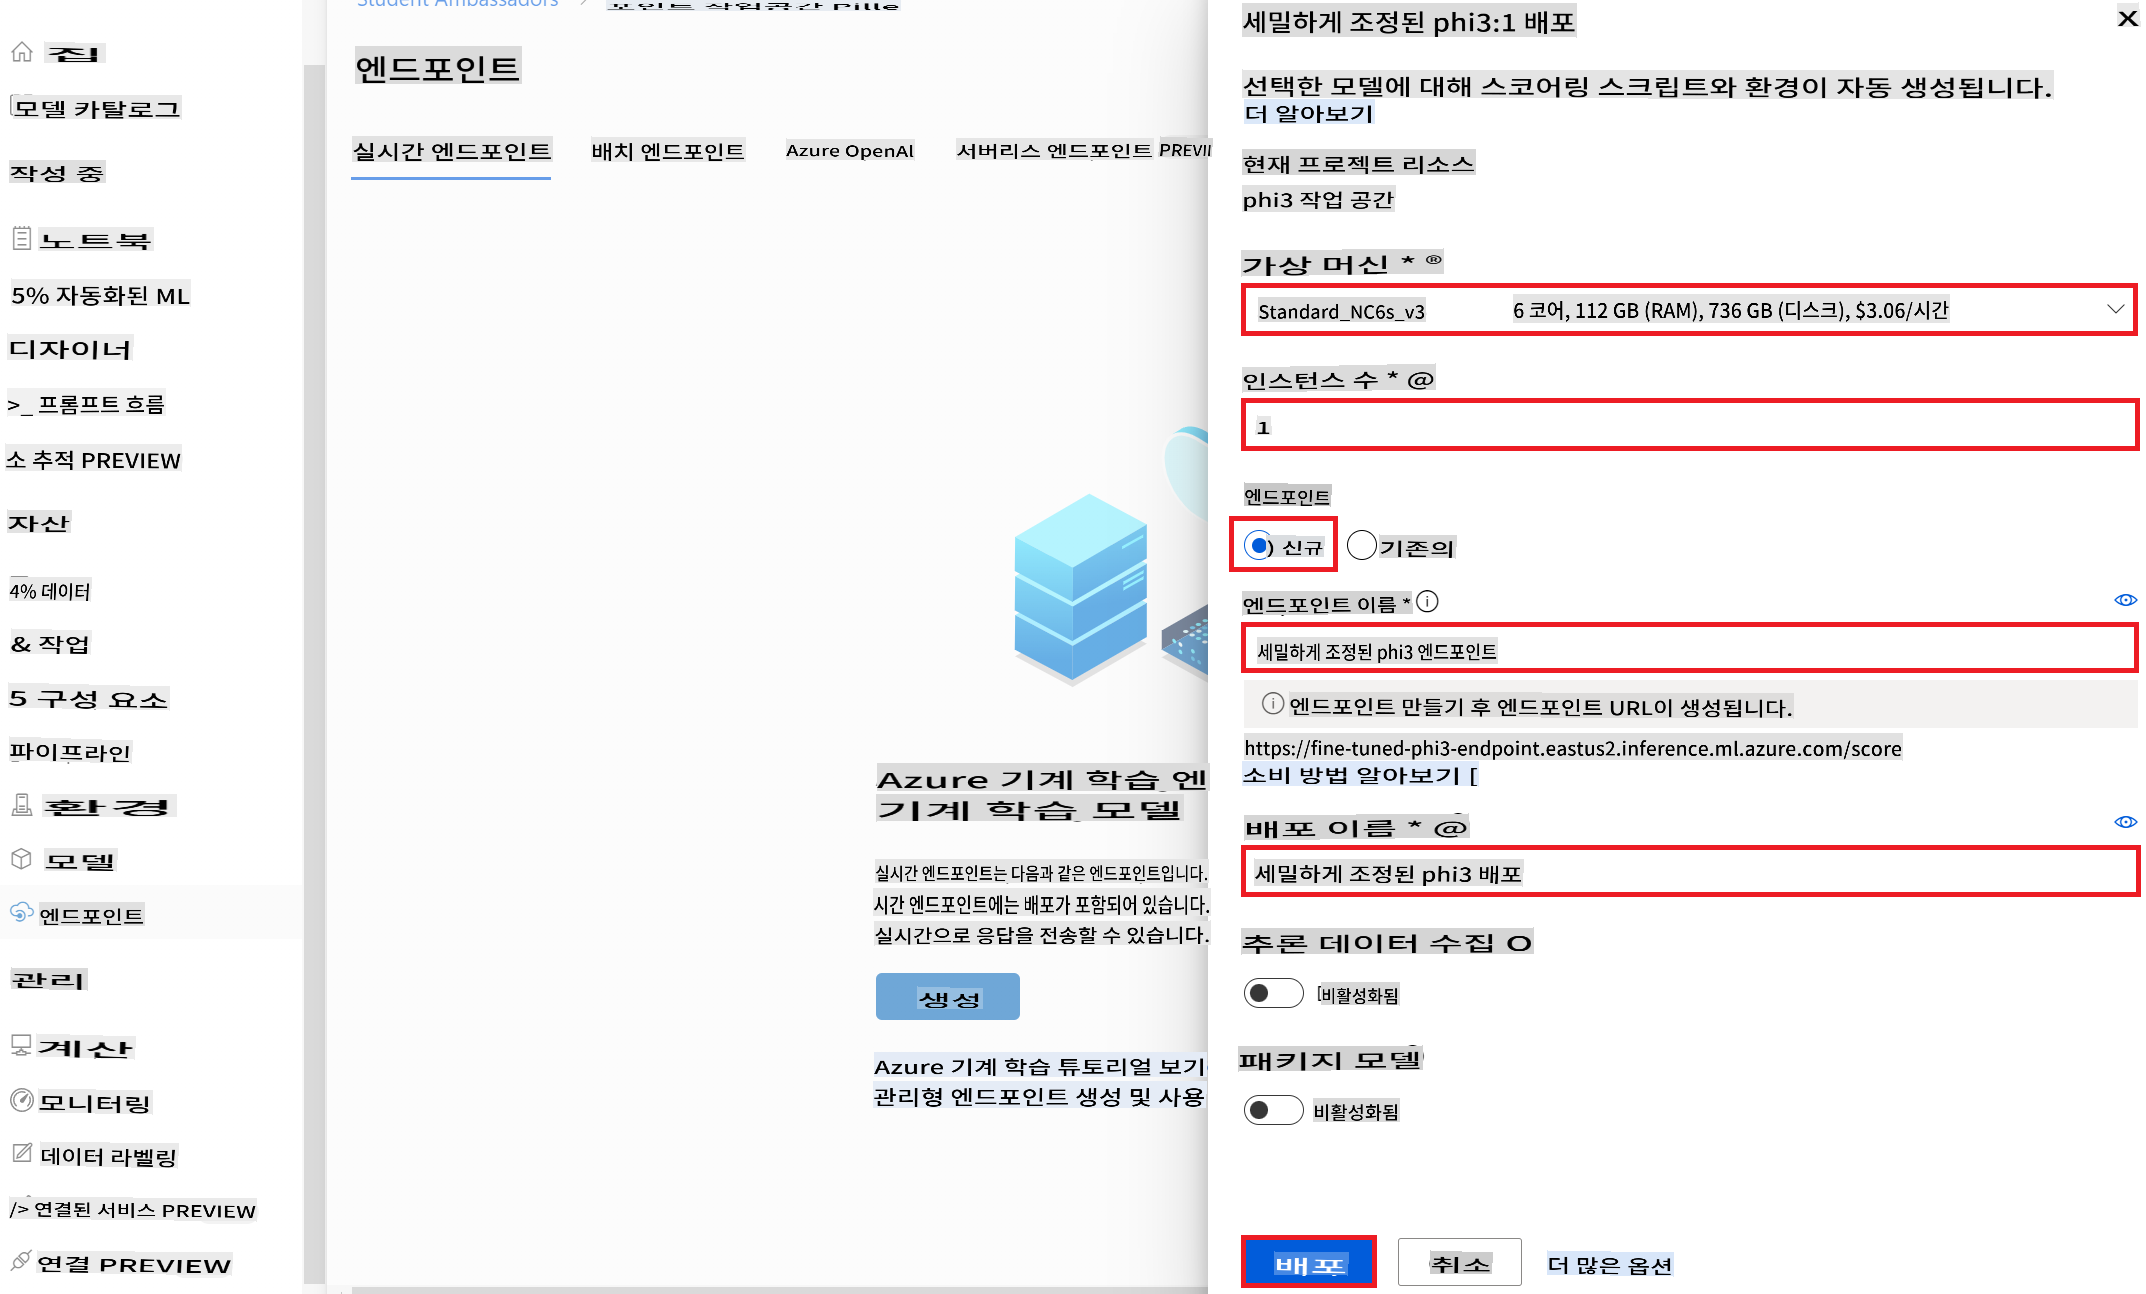 집
모델 카탈로그
작성 중
노트북
5% 자동화된 ML
디자이너
>_ 프롬프트 흐름
소 추적 PREVIEW
자산
4% 데이터
& 작업
5 구성 요소
파이프라인
환경
모델
엔드포인트
관리
계산
모니터링
데이터 라벨링
/> 연결된 서비스 PREVIEW
연결 PREVIEW
Student Ambassadors > 포인트 작업공간 Pille
엔드포인트
실시간 엔드포인트 배치 엔드포인트 Azure OpenAI 서버리스 엔드포인트 PREVI
Azure 기계 학습 엔
기계 학습 모델
실시간 엔드포인트는 다음과 같은 엔드포인트입니다.
시간 엔드포인트에는 배포가 포함되어 있습니다.
실시간으로 응답을 전송할 수 있습니다.
생성
Azure 기계 학습 튜토리얼 보기
관리형 엔드포인트 생성 및 사용
세밀하게 조정된 phi3:1 배포
X
선택한 모델에 대해 스코어링 스크립트와 환경이 자동 생성됩니다.
더 알아보기
현재 프로젝트 리소스
phi3 작업 공간
가상 머신 * ®
Standard_NC6s_v3 6 코어, 112 GB (RAM), 736 GB (디스크), $3.06/시간
인스턴스 수 * @
1
엔드포인트
) 신규 기존의
엔드포인트 이름 *
세밀하게 조정된 phi3 엔드포인트
엔드포인트 만들기 후 엔드포인트 URL이 생성됩니다.
https://fine-tuned-phi3-endpoint.eastus2.inference.ml.azure.com/score
소비 방법 알아보기 [
배포 이름 * @
세밀하게 조정된 phi3 배포
추론 데이터 수집 O
비활성화됨
패키지 모델
비활성화됨
배포 취소 더 많은 옵션